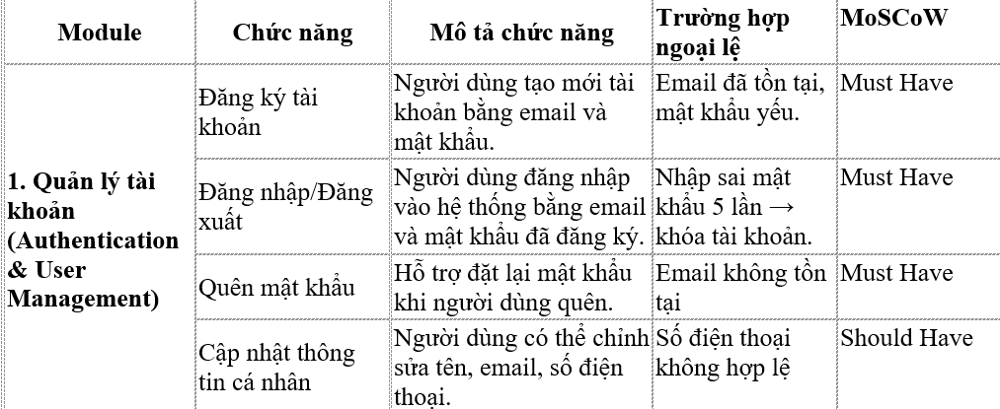 Module
Chức năng
Mô tả chức năng
Trường hợp
ngoại lệ
MoSCoW
1. Quản lý tài
khoản
(Authentication
& User
Management)
Đăng ký tài
khoản
Người dùng tạo mới tài
khoản bằng email và
mật khẩu.
Email đã tồn tại,
mật khẩu yếu.
Must Have
Đăng nhập/Đăng
xuất
Người dùng đăng nhập
vào hệ thống bằng email
và mật khẩu đã đăng ký.
Nhập sai mật
khẩu 5 lần →
khóa tài khoản.
Must Have
Quên mật khẩu
Hỗ trợ đặt lại mật khẩu
khi người dùng quên.
Email không tồn
tại
Must Have
Cập nhật thông
tin cá nhân
Người dùng có thể chỉnh
sửa tên, email, số điện
thoại.
Số điện thoại
không hợp lệ
Should Have